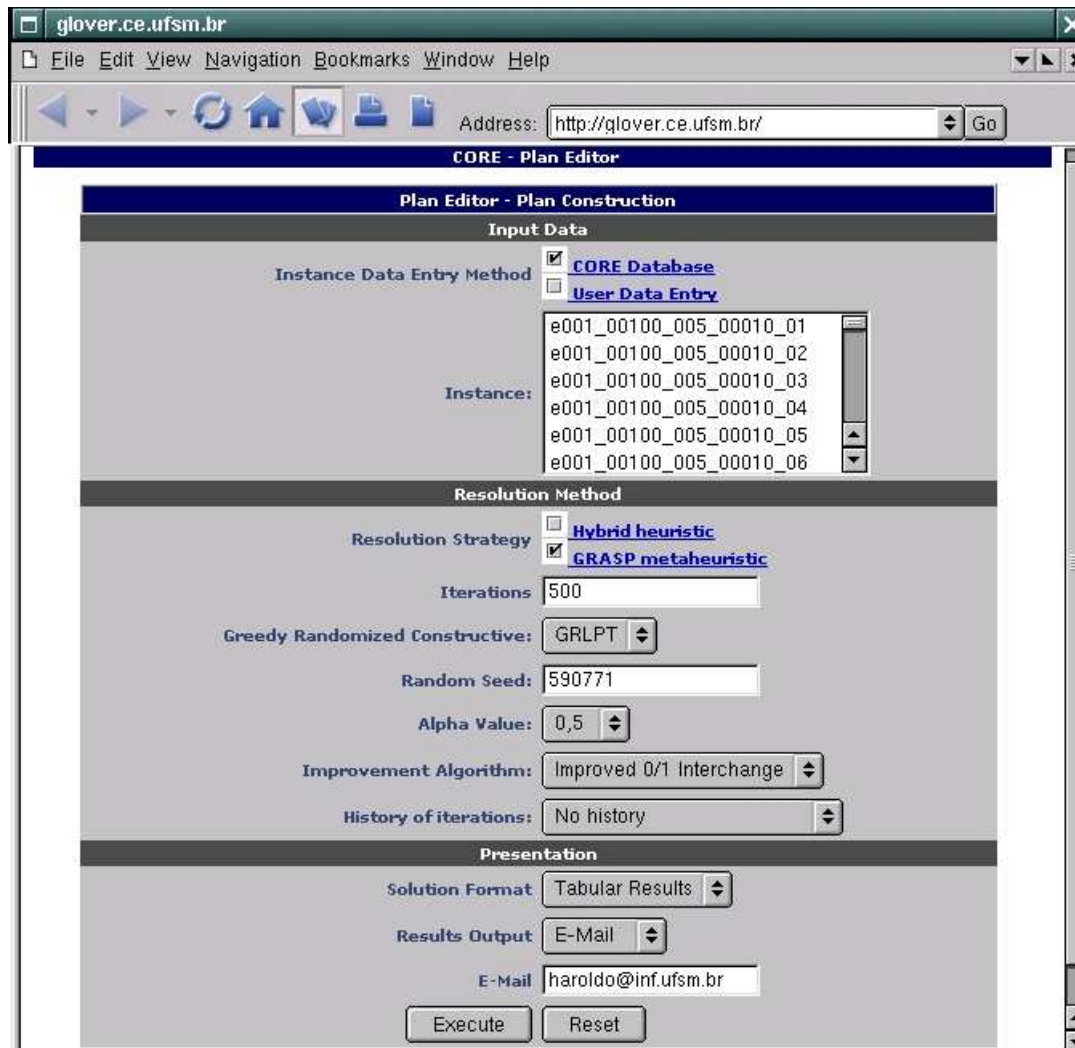 glover.ce.ufsm.br
File Edit View Navigation Bookmarks Window Help
Address: http://glover.ce.ufsm.br/ Go
CORE - Plan Editor
Plan Editor - Plan Construction
Input Data
Instance Data Entry Method
CORE Database
User Data Entry
Instance:
e001_00100_005_00010_01
e001_00100_005_00010_02
e001_00100_005_00010_03
e001_00100_005_00010_04
e001_00100_005_00010_05
e001_00100_005_00010_06
Resolution Method
Resolution Strategy
Hybrid heuristic
GRASP metaheuristic
Iterations 500
Greedy Randomized Constructive: GRLPT
Random Seed: 590771
Alpha Value: 0,5
Improvement Algorithm: Improved 0/1 Interchange
History of iterations: No history
Presentation
Solution Format Tabular Results
Results Output E-Mail
E-Mail haroldo@inf.ufsm.br
Execute Reset